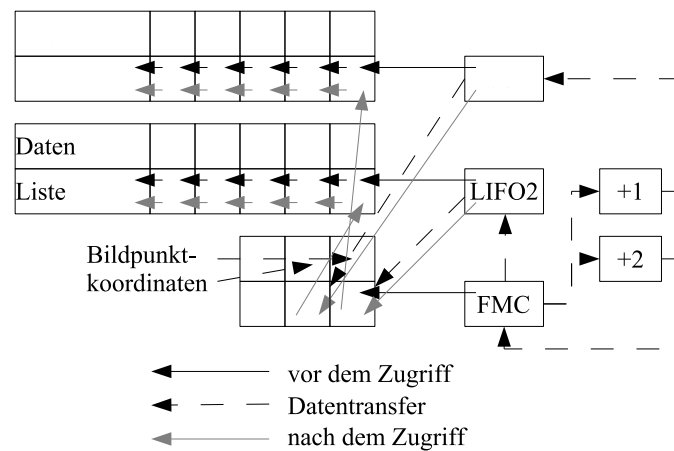 Daten
Liste
LIFO2
+1
Bildpunkt-
koordinaten
+2
FMC
vor dem Zugriff
Datentransfer
nach dem Zugriff